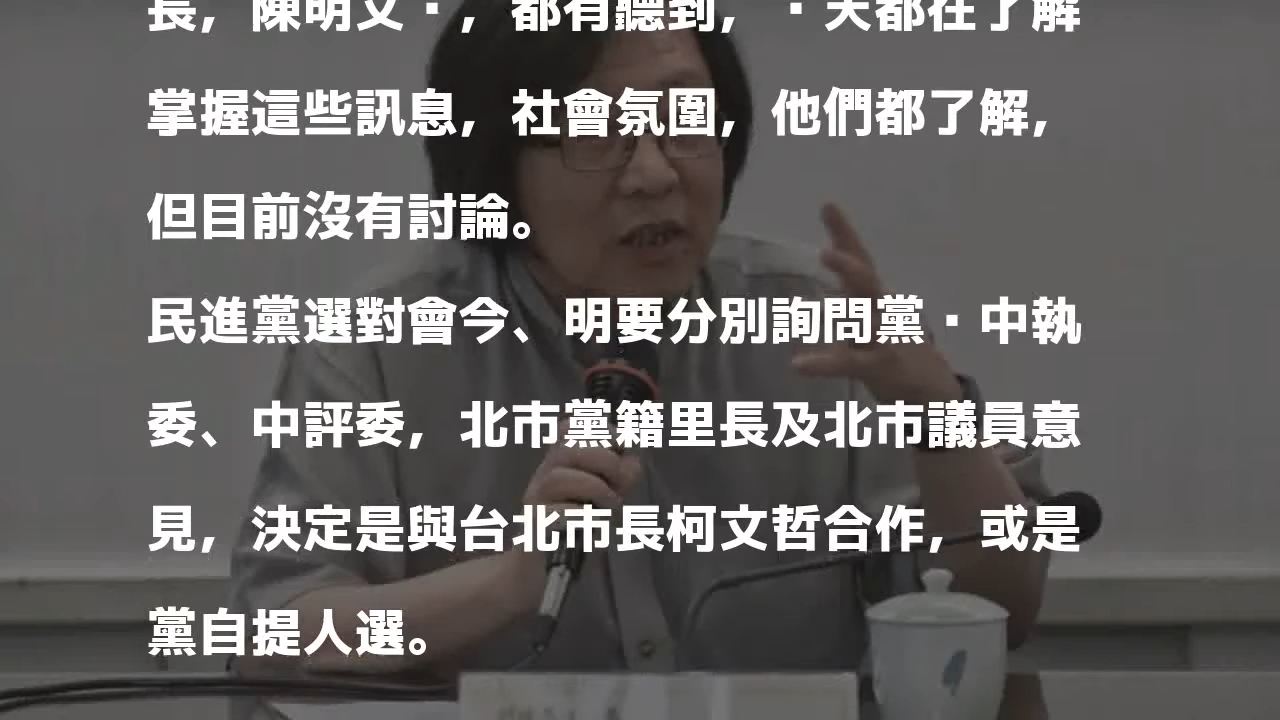 長，陳明文·，都有聽到，·天都在了解
掌握這些訊息，社會氛圍，他們都了解，
但目前沒有討論。
民進黨選對會今、明要分別詢問黨·中執
委、中評委，北市黨籍里長及北市議員意
見，決定是與台北市長柯文哲合作，或是
黨自提人選。